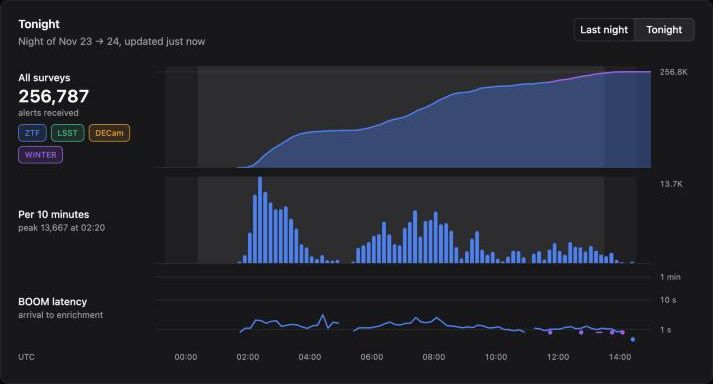 Tonight
Night of Nov 23 → 24, updated just now
Last night
Tonight
All surveys
256,787
alerts received
ZTF
LSST
DECam
WINTER
256.8K
Per 10 minutes
peak 13,667 at 02:20
13.7K
BOOM latency
arrival to enrichment
1 min
10 s
1 s
UTC
00:00
02:00
04:00
06:00
08:00
10:00
12:00
14:00